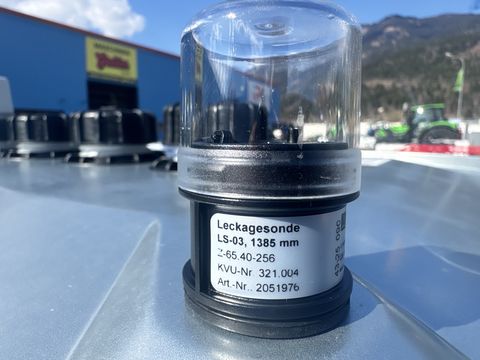 Leckagesonde
LS-03, 1385 mm
Z-65.40-256
KVU-Nr. 321.004
Art.-Nr.. 2051976